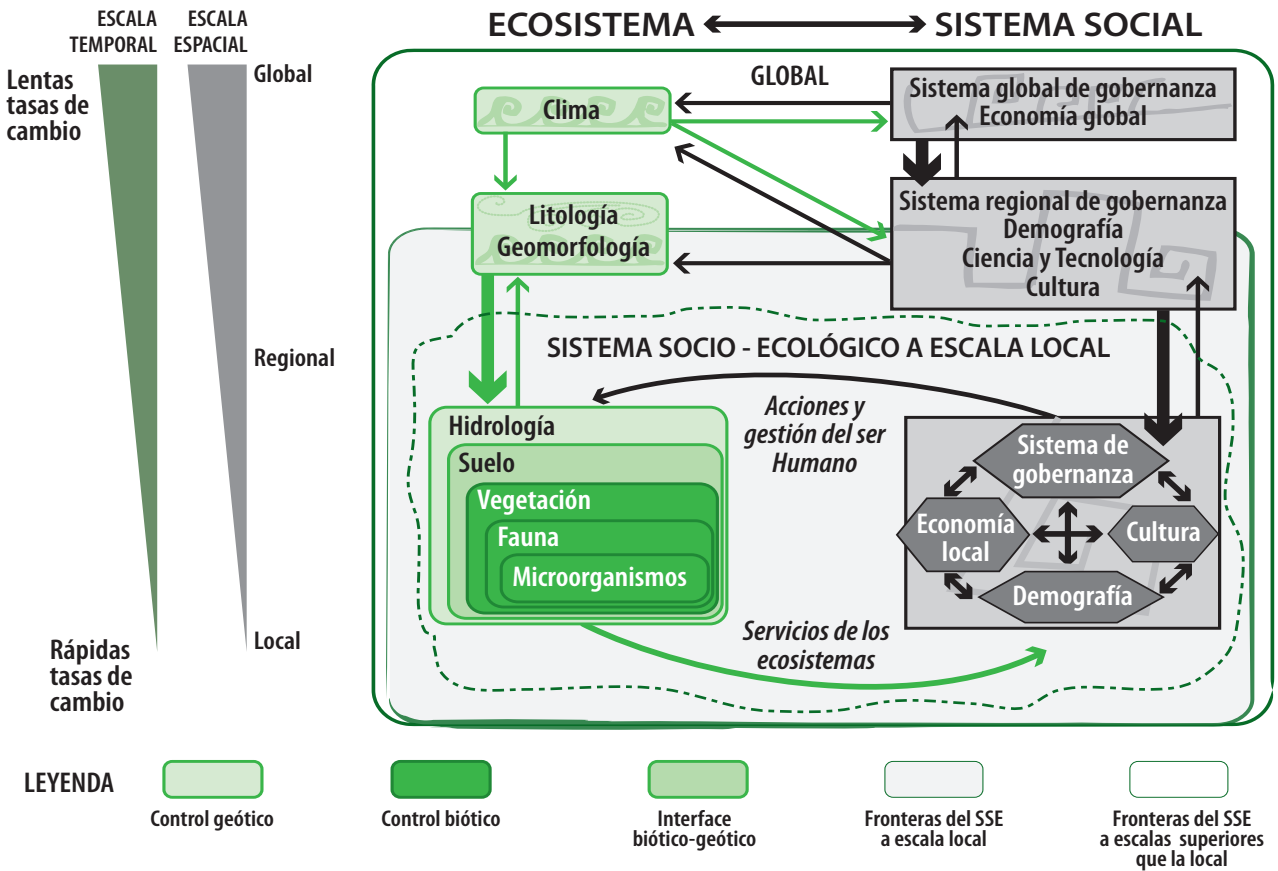 ESCALA
TEMPORAL
ESCALA
ESPACIAL
Lentas
tasas de
cambio
Rápidas
tasas de
cambio
Global
Regional
Local
ECOSISTEMA
SISTEMA SOCIAL
GLOBAL
Clima
Sistema global de gobernanza
Economía global
Litología
Geomorfología
Sistema regional de gobernanza
Demografía
Ciencia y Tecnología
Cultura
SISTEMA SOCIO - ECOLÓGICO A ESCALA LOCAL
Acciones y
gestión del ser
Humano
Hidrología
Suelo
Vegetación
Fauna
Microorganismos
Sistema de
gobernanza
Economía
local
Cultura
Demografía
Servicios de los
ecosistemas
LEYENDA
Control geótico
Control biótico
Interface
biótico-geótico
Fronteras del SSE
a escala local
Fronteras del SSE
a escalas superiores
que la local